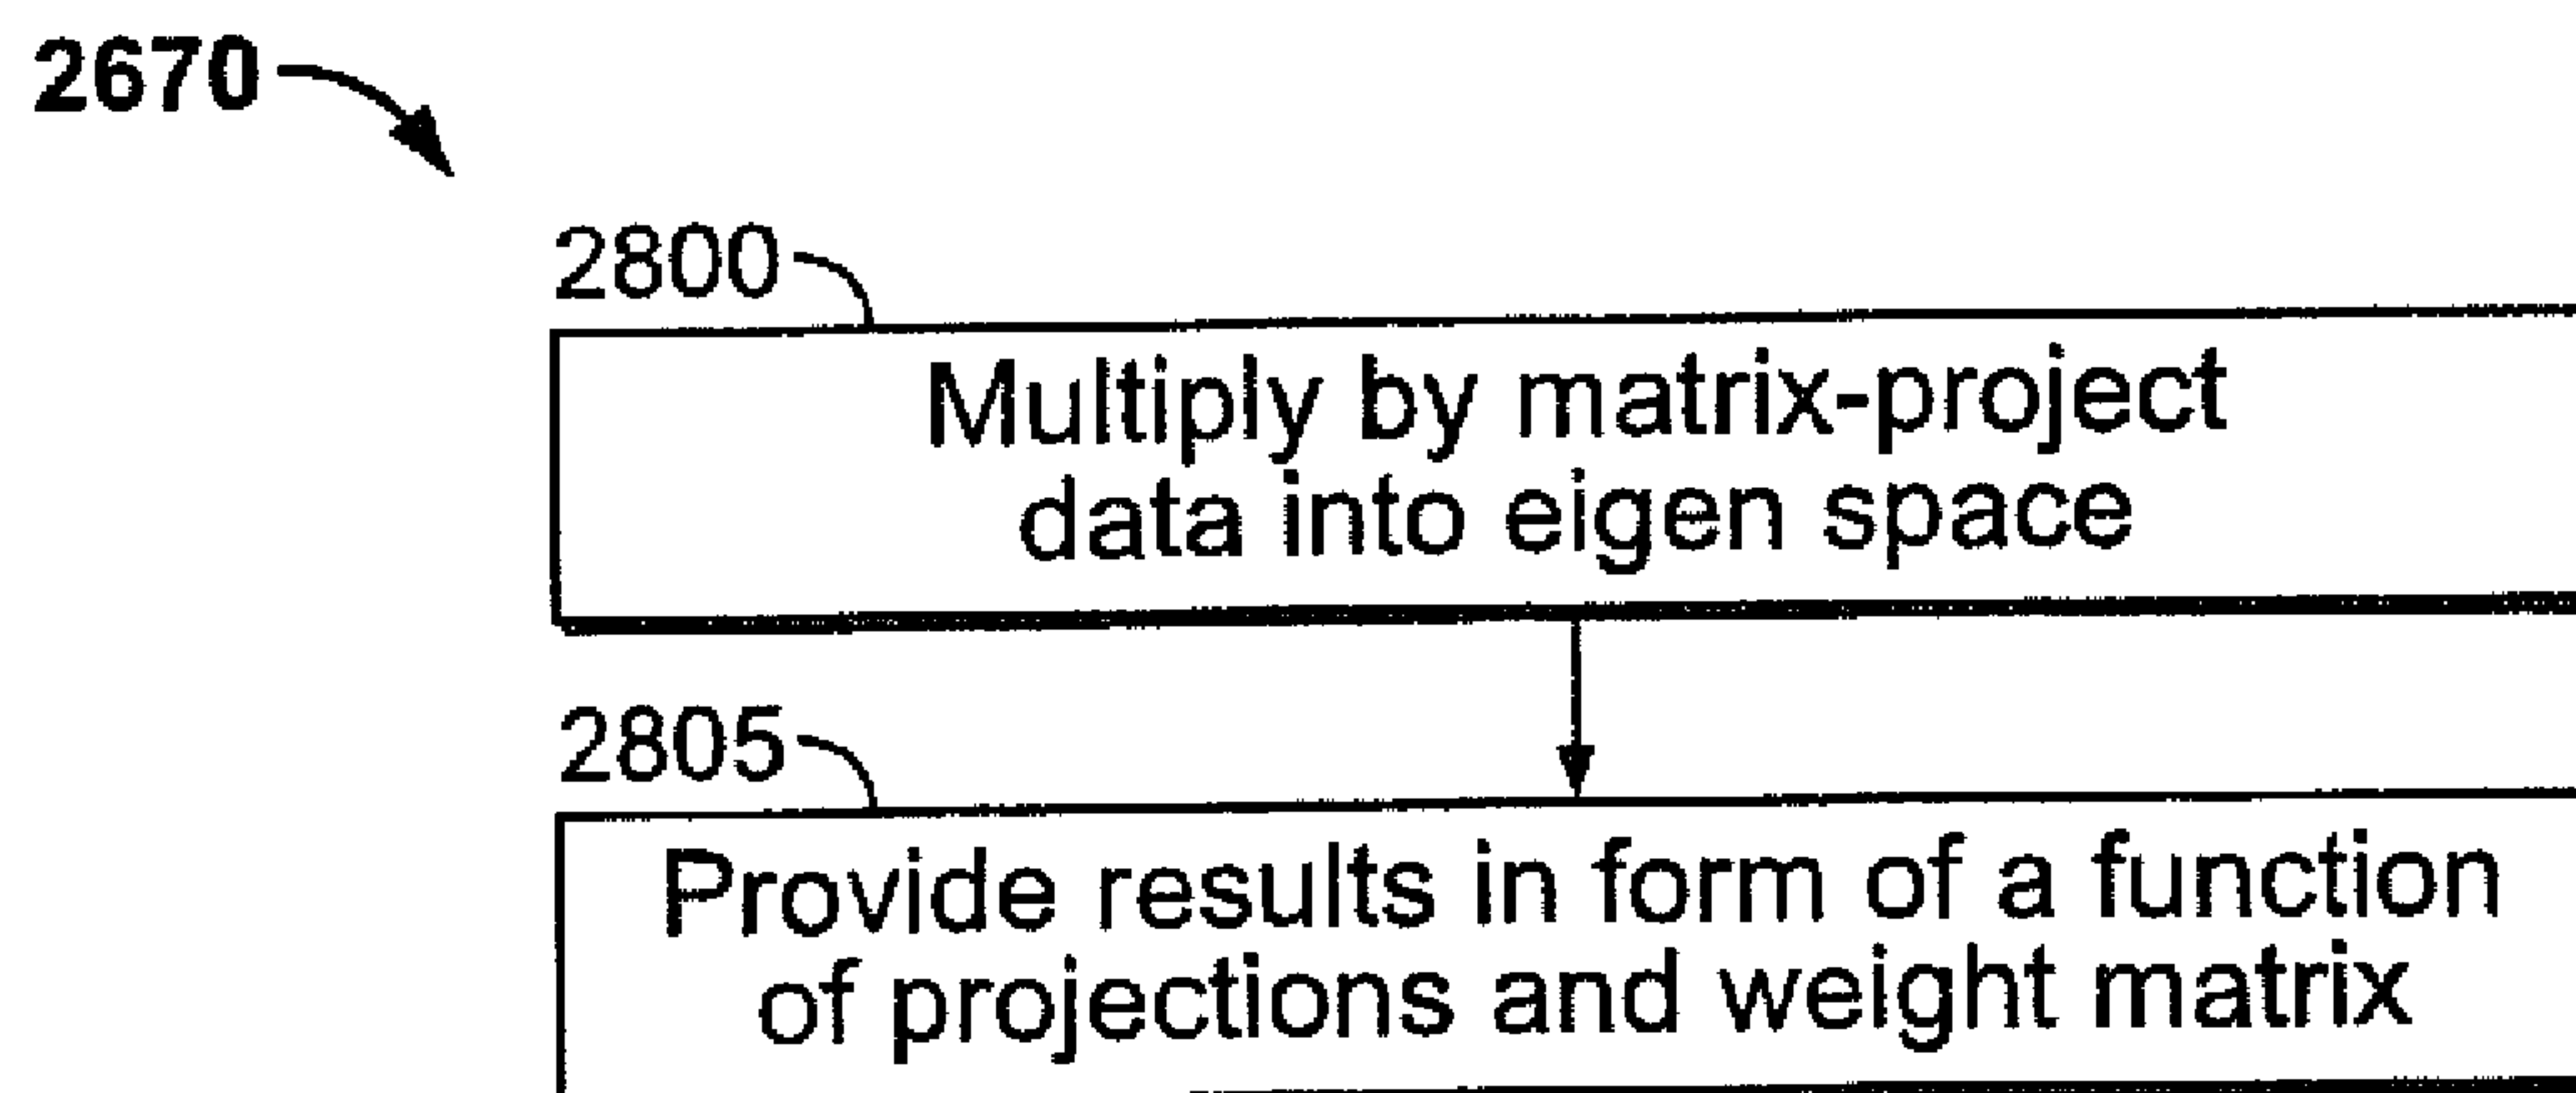 2670
2800
Multiply by matrix-project
data into eigen space
2805
Provide results in form of a function
of projections and weight matrix